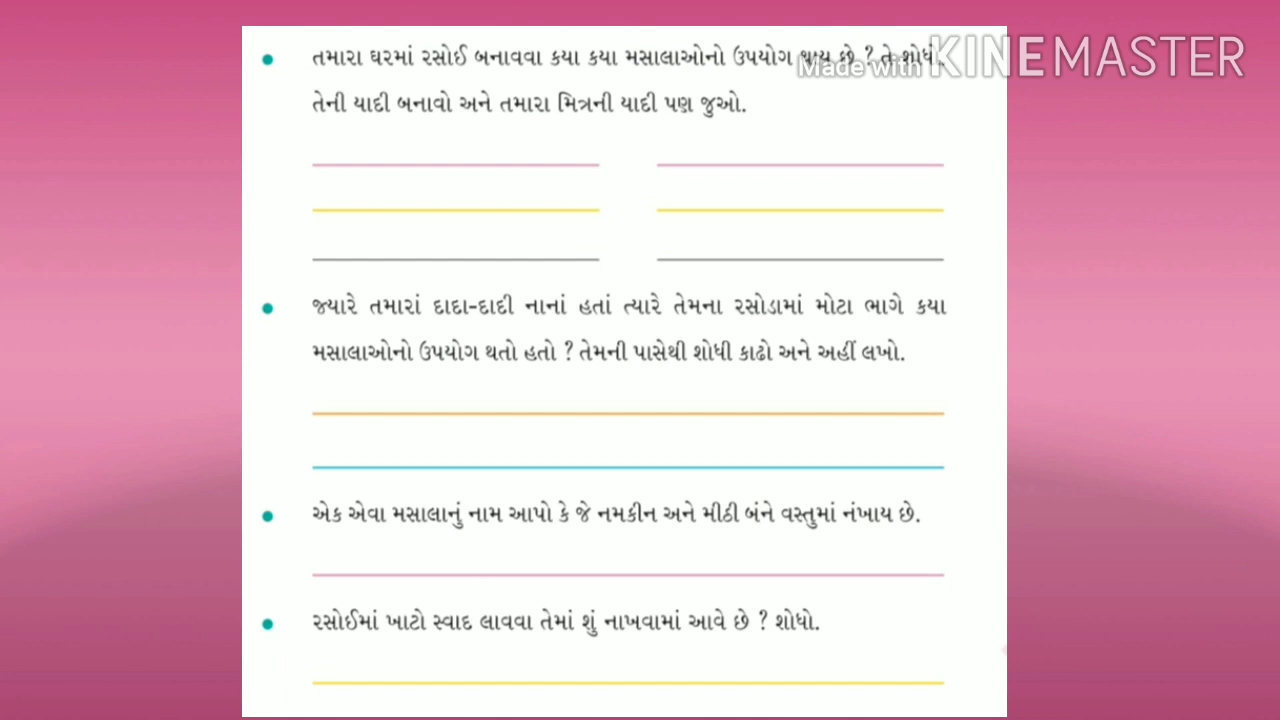 તમારા ઘરમાં રસોઈ બનાવવા કયા કયા મસાલાઓનો ઉપયોગ થાય છે ? તે શોધો.
Made with KINEMASTER
તેની યાદી બનાવો અને તમારા મિત્રની યાદી પણ જુઓ.
જ્યારે તમારાં દાદા-દાદી નાનાં હતાં ત્યારે તેમના રસોડામાં મોટા ભાગે કયા
મસાલાઓનો ઉપયોગ થતો હતો ? તેમની પાસેથી શોધી કાઢો અને અહીં લખો.
એક એવા મસાલાનું નામ આપો કે જે નમકીન અને મીઠી બંને વસ્તુમાં નંખાય છે.
રસોઈમાં ખાટો સ્વાદ લાવવા તેમાં શું નાખવામાં આવે છે ? શોધો.